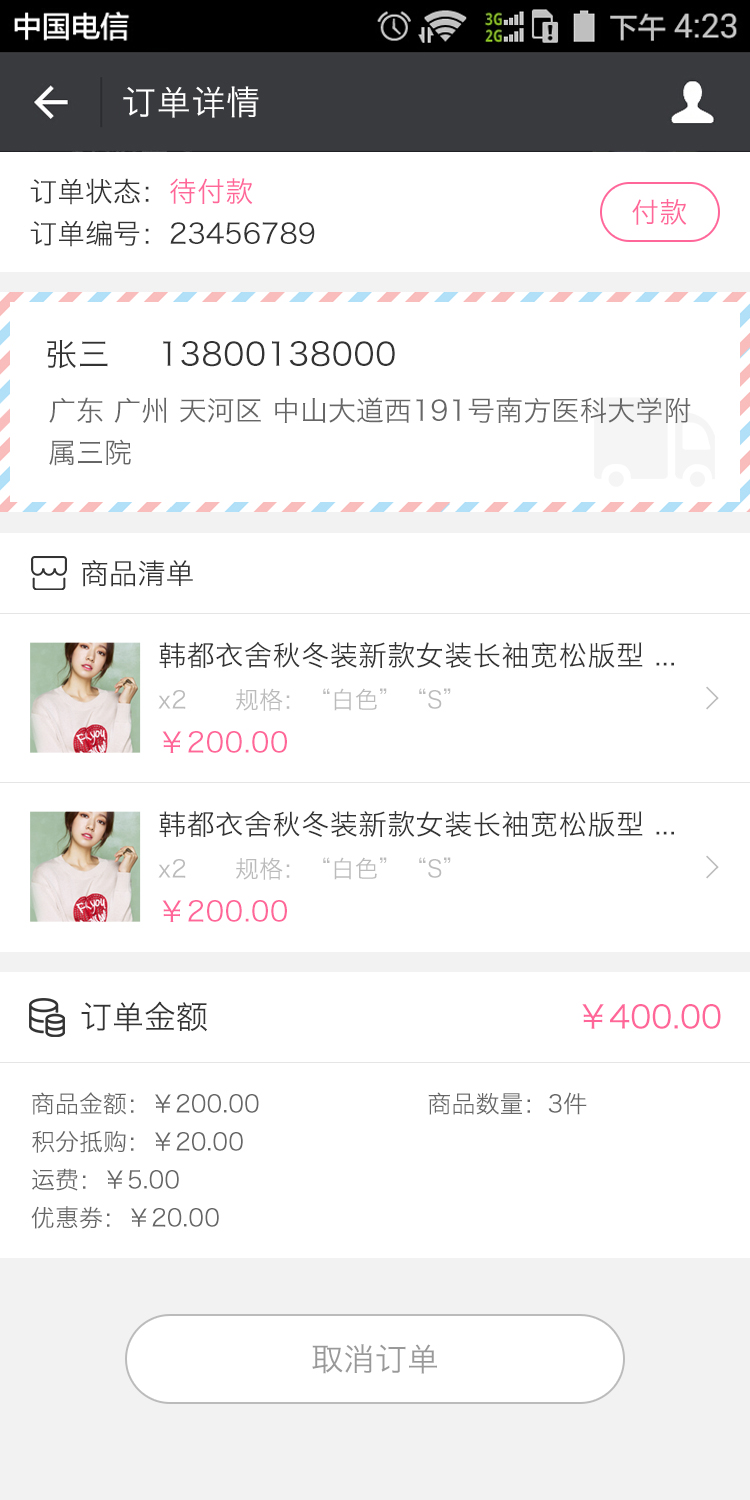 中国电信 3G 2G 下午 4:23
订单详情
订单状态：待付款
付款
订单编号：23456789
张三 13800138000
广东 广州 天河区 中山大道西191号南方医科大学附
属三院
商品清单
韩都衣舍秋冬装新款女装长袖宽松版型 ...
x2 规格： “白色” “S”
￥200.00
韩都衣舍秋冬装新款女装长袖宽松版型 ...
x2 规格： “白色” “S”
￥200.00
订单金额 ￥400.00
商品金额：￥200.00 商品数量：3件
积分抵购：￥20.00
运费：￥5.00
优惠券：￥20.00
取消订单